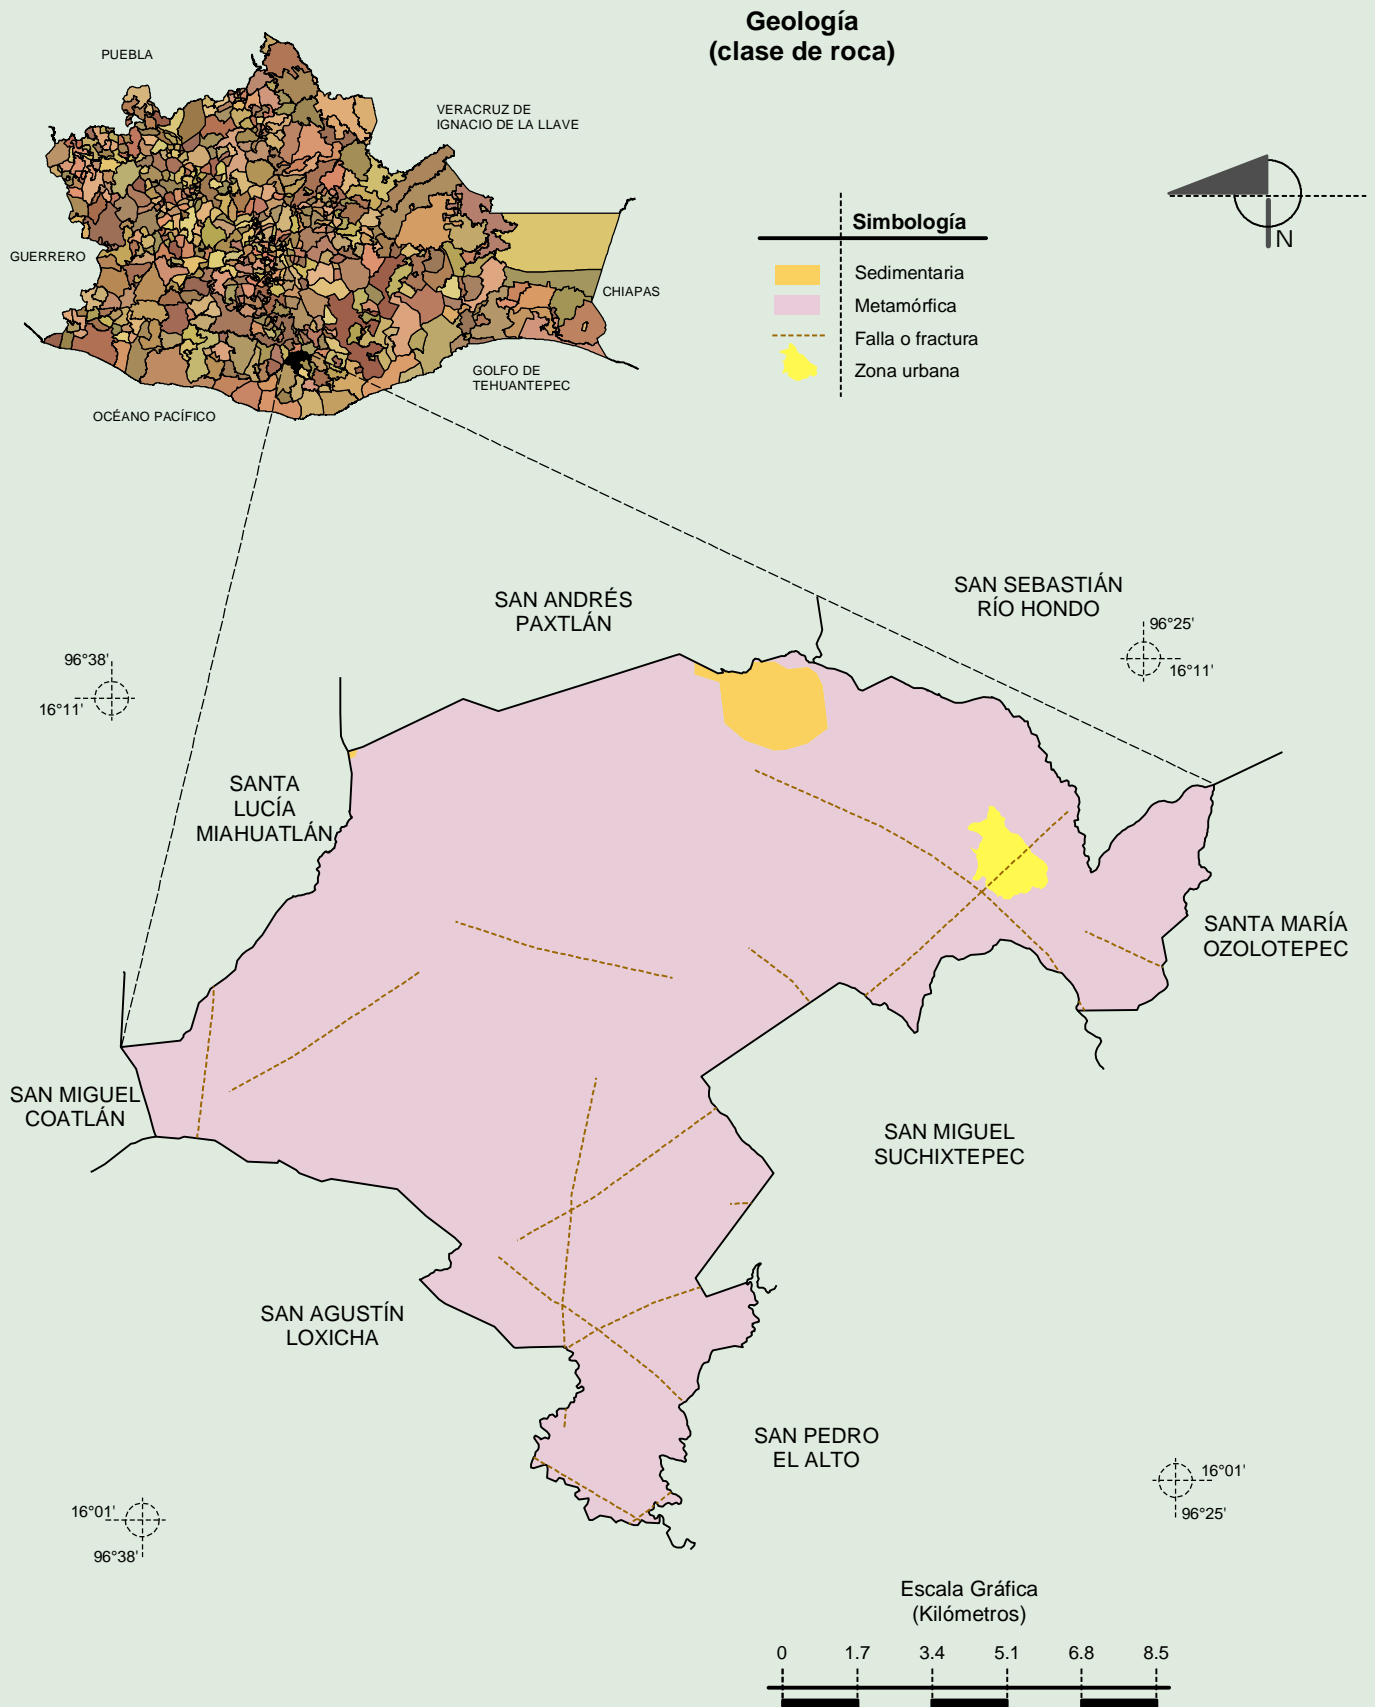 Geología
(clase de roca)
PUEBLA
VERACRUZ DE
IGNACIO DE LA LLAVE
GUERRERO
CHIAPAS
GOLFO DE
TEHUANTEPEC
OCÉANO PACÍFICO
Simbología
Sedimentaria
Metamórfica
Falla o fractura
Zona urbana
N
SAN ANDRÉS
PAXTLÁN
SAN SEBASTIÁN
RÍO HONDO
96°38'
16°11'
96°25'
16°11'
SANTA
LUCÍA
MIAHUATLÁN
SANTA MARÍA
OZOLOTEPEC
SAN MIGUEL
COATLÁN
SAN MIGUEL
SUCHIXTEPEC
SAN AGUSTÍN
LOXICHA
SAN PEDRO
EL ALTO
16°01'
96°38'
16°01'
96°25'
Escala Gráfica
(Kilómetros)
0 1.7 3.4 5.1 6.8 8.5